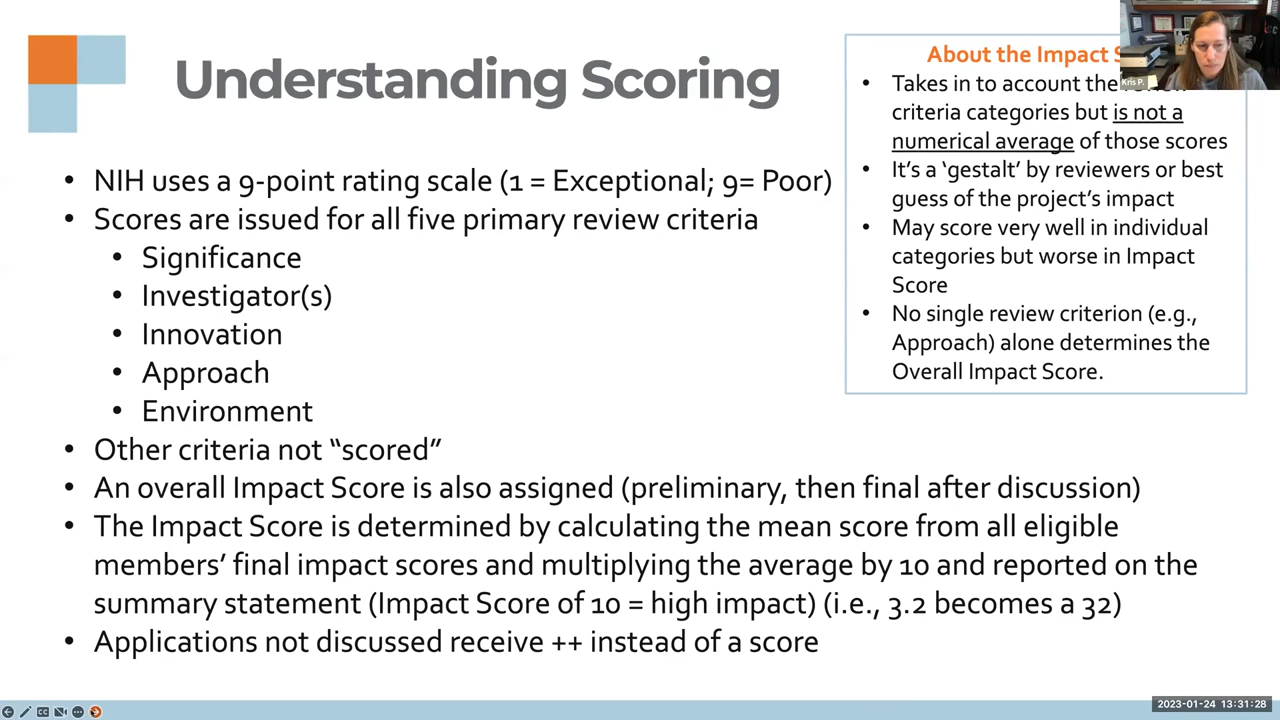 Understanding Scoring
• NIH uses a 9-point rating scale (1 = Exceptional; 9= Poor)
• Scores are issued for all five primary review criteria
• Significance
• Investigator(s)
• Innovation
• Approach
• Environment
• Other criteria not “scored”
• An overall Impact Score is also assigned (preliminary, then final after discussion)
• The Impact Score is determined by calculating the mean score from all eligible
members’ final impact scores and multiplying the average by 10 and reported on the
summary statement (Impact Score of 10 = high impact) (i.e., 3.2 becomes a 32)
• Applications not discussed receive ++ instead of a score
About the Impact
• Takes in to account the
criteria categories but is not a
numerical average of those scores
• It’s a ‘gestalt’ by reviewers or best
guess of the project’s impact
• May score very well in individual
categories but worse in Impact
Score
• No single review criterion (e.g.,
Approach) alone determines the
Overall Impact Score.
Kris P.
CC
2023-01-24 13:31:28